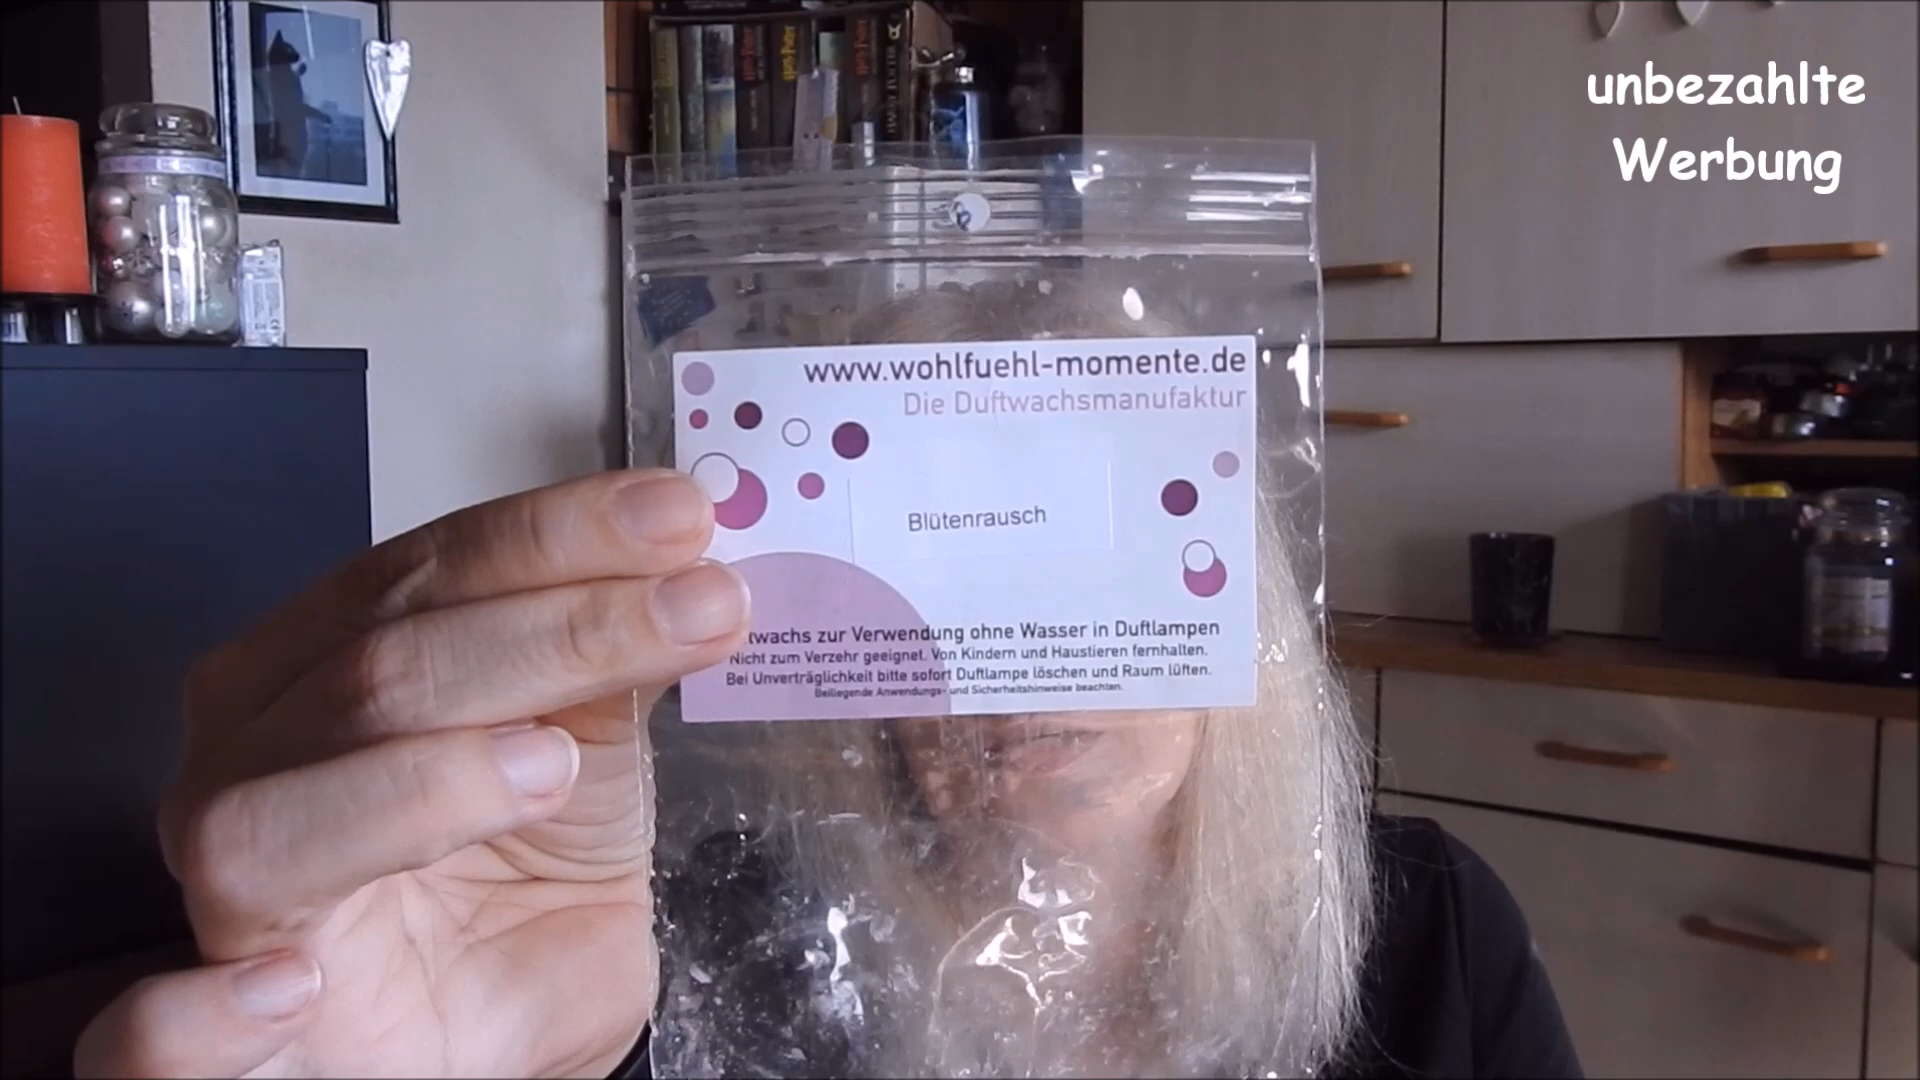 unbezahlte
Werbung
Harry Potter
www.wohlfuehl-momente.de
Die Duftwachsmanufaktur
Blütenrausch
twachs zur Verwendung ohne Wasser in Duftlampen
Nicht zum Verzehr geeignet. Von Kindern und Haustieren fernhalten.
Bei Unverträglichkeit bitte sofort Duftlampe löschen und Raum lüften.
Beiliegende Anwendungs- und Sicherheitshinweise beachten.